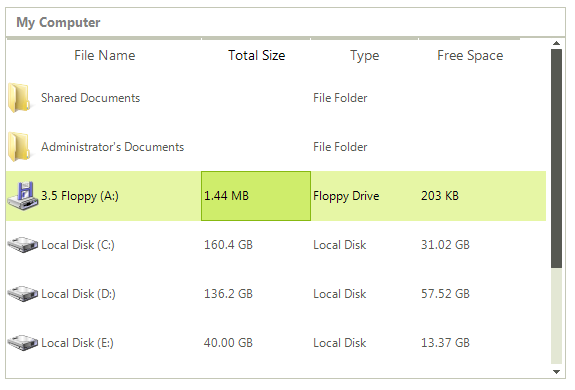 My Computer
File Name Total Size Type Free Space
Shared Documents File Folder
Administrator's Documents File Folder
3.5 Floppy (A:) 1.44 MB Floppy Drive 203 KB
Local Disk (C:) 160.4 GB Local Disk 31.02 GB
Local Disk (D:) 136.2 GB Local Disk 57.52 GB
Local Disk (E:) 40.00 GB Local Disk 13.37 GB